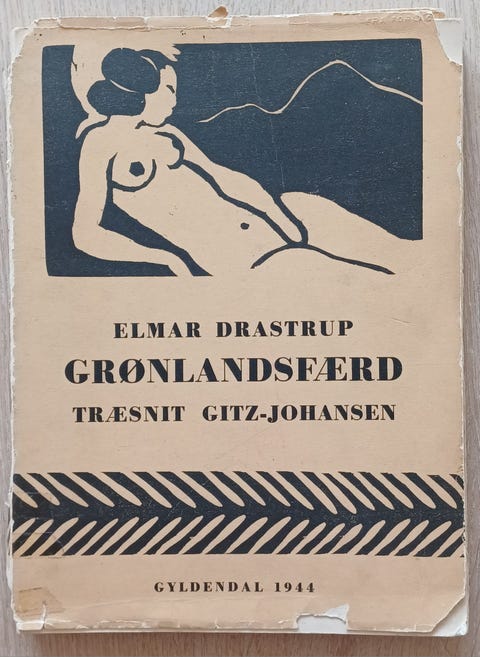 ELMAR DRASTRUP
GRØNLANDSFÆRD
TRÆSNIT GITZ-JOHANSEN
GYLDENDAL 1944